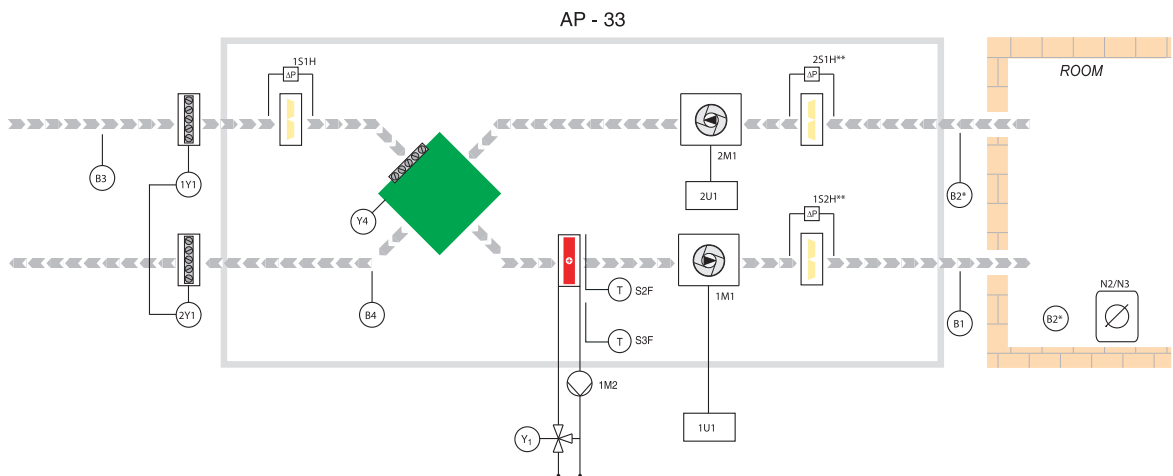 AP - 33
1S1H
ΔP
2S1H**
ΔP
ROOM
2M1
B3
1Y1
2U1
B2*
Y4
1S2H**
ΔP
1M1
S2F
T
N2/N3
2Y1
B4
B1
B2*
T
S3F
1M2
1U1
Y1